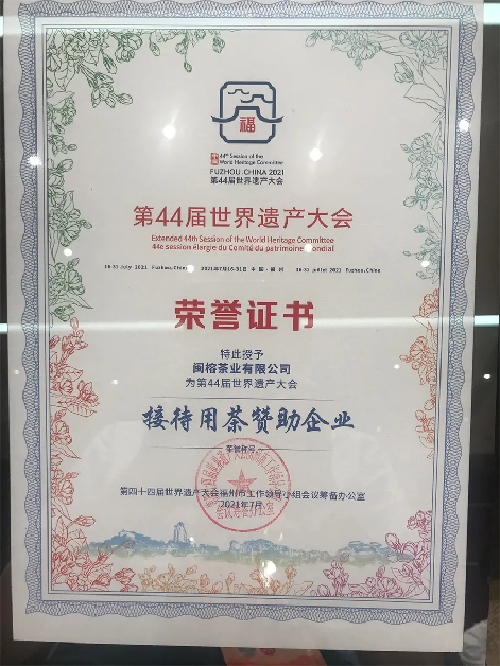 福
44th Session of the
World Heritage Committee
FUZHOU.CHINA 2021
第44届世界遗产大会
第44届世界遗产大会
Extended 44th Session of the World Heritage Committee
44e session élargie du Comité du patrimoine mondial
16-31 July 2021 Fuzhou,China 2021年7月16-31日 中国·福州 16-31 juillet 2021 Fuzhou,China
荣誉证书
特此授予
闽榕茶业有限公司
为第44届世界遗产大会
接待用茶赞助企业
荣誉称号
第四十四届世界遗产大会福州市工作领导小组会议筹备办公室
2021年7月